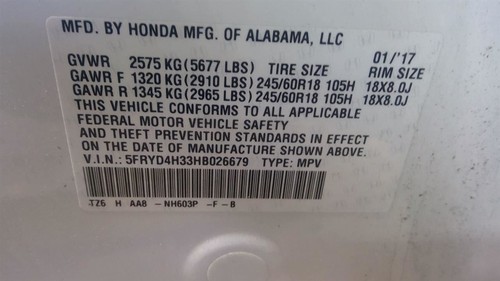 MFD. BY HONDA MFG. OF ALABAMA, LLC
GVWR 2575 KG(5677 LBS) TIRE SIZE 01/'17 RIM SIZE
GAWR F 1320 KG(2910 LBS) 245/60R18 105H 18X8.0J
GAWR R 1345 KG(2965 LBS) 245/60R18 105H 18X8.0J
THIS VEHICLE CONFORMS TO ALL APPLICABLE
FEDERAL MOTOR VEHICLE SAFETY
AND THEFT PREVENTION STANDARDS IN EFFECT
ON THE DATE OF MANUFACTURE SHOWN ABOVE.
V.I.N.: 5FRYD4H33HB026679 TYPE: MPV
TZ6 H AA8 -NH603P -F -B